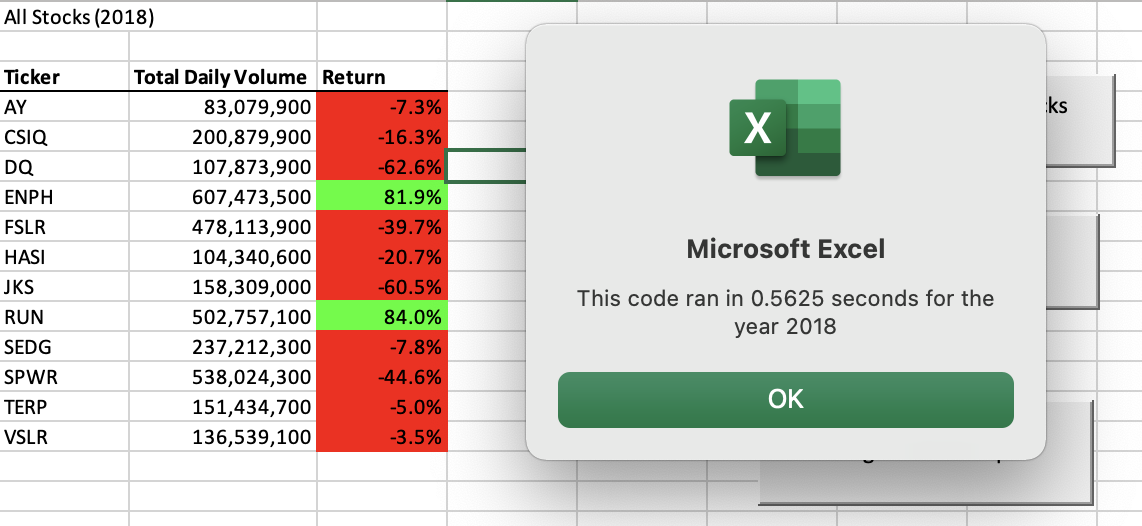 All Stocks (2018)
Ticker Total Daily Volume Return
AY 83,079,900 -7.3%
CSIQ 200,879,900 -16.3%
DQ 107,873,900 -62.6%
ENPH 607,473,500 81.9%
FSLR 478,113,900 -39.7%
HASI 104,340,600 -20.7%
JKS 158,309,000 -60.5%
RUN 502,757,100 84.0%
SEDG 237,212,300 -7.8%
SPWR 538,024,300 -44.6%
TERP 151,434,700 -5.0%
VSLR 136,539,100 -3.5%
X
Microsoft Excel
This code ran in 0.5625 seconds for the
year 2018
OK